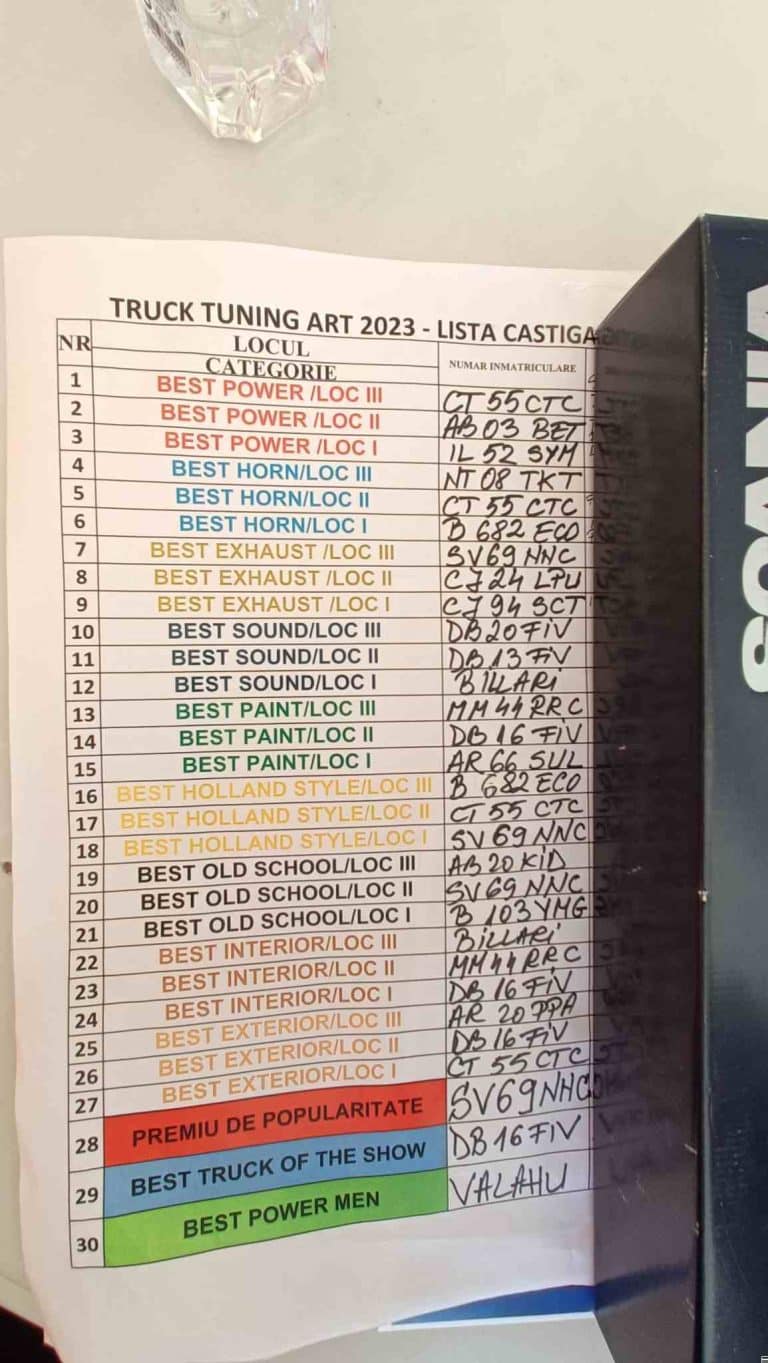 TRUCK TUNING ART 2023 - LISTA CASTIGA
NR LOCUL CATEGORIE NUMAR INMATRICULARE
1 BEST POWER /LOC III CT 55 CTC
2 BEST POWER /LOC II AB 03 BET
3 BEST POWER /LOC I IL 52 SYM
4 BEST HORN/LOC III NT 08 TKT
5 BEST HORN/LOC II CT 55 CTC
6 BEST HORN/LOC I B 682 ECO
7 BEST EXHAUST /LOC III SV 69 NNC
8 BEST EXHAUST /LOC II CJ 24 LPU
9 BEST EXHAUST /LOC I CJ 94 SCT
10 BEST SOUND/LOC III DB 20 FiV
11 BEST SOUND/LOC II DB 13 FiV
12 BEST SOUND/LOC I BILLARi
13 BEST PAINT/LOC III MM 44 RRC
14 BEST PAINT/LOC II DB 16 FiV
15 BEST PAINT/LOC I AR 66 SUL
16 BEST HOLLAND STYLE/LOC III B 682 ECO
17 BEST HOLLAND STYLE/LOC II CT 55 CTC
18 BEST HOLLAND STYLE/LOC I SV 69 NNC
19 BEST OLD SCHOOL/LOC III AB 20 KiD
20 BEST OLD SCHOOL/LOC II SV 69 NNC
21 BEST OLD SCHOOL/LOC I B 103 YMG
22 BEST INTERIOR/LOC III BiLLARi
23 BEST INTERIOR/LOC II MM 44 RRC
24 BEST INTERIOR/LOC I DB 16 FiV
25 BEST EXTERIOR/LOC III AR 20 PPA
26 BEST EXTERIOR/LOC II DB 16 FiV
27 BEST EXTERIOR/LOC I CT 55 CTC
28 PREMIU DE POPULARITATE SV 69 NHC
29 BEST TRUCK OF THE SHOW DB 16 FiV
30 BEST POWER MEN VALAHU
SCANIA